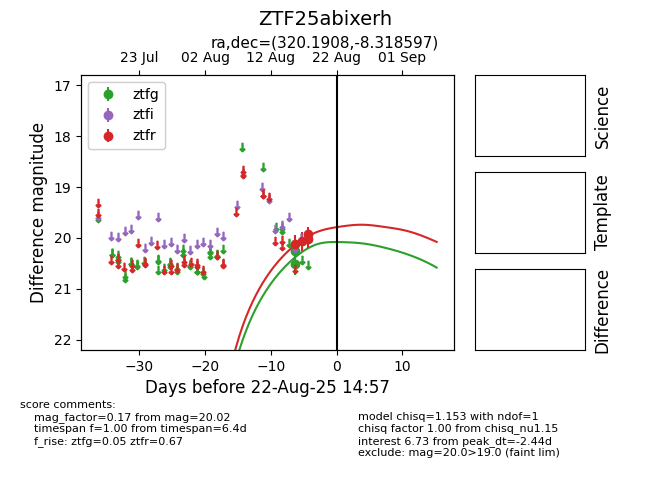 ZTF25abixerh
ra,dec=(320.1908,-8.318597)
23 Jul 02 Aug 12 Aug 22 Aug 01 Sep
ztfg
ztfi
ztfr
17
18
19
20
21
22
Difference magnitude
−30 −20 −10 0 10
Days before 22-Aug-25 14:57
Science
Template
Difference
score comments:
mag_factor=0.17 from mag=20.02
timespan f=1.00 from timespan=6.4d
f_rise: ztfg=0.05 ztfr=0.67
model chisq=1.153 with ndof=1
chisq factor 1.00 from chisq_nu1.15
interest 6.73 from peak_dt=-2.44d
exclude: mag=20.0>19.0 (faint lim)